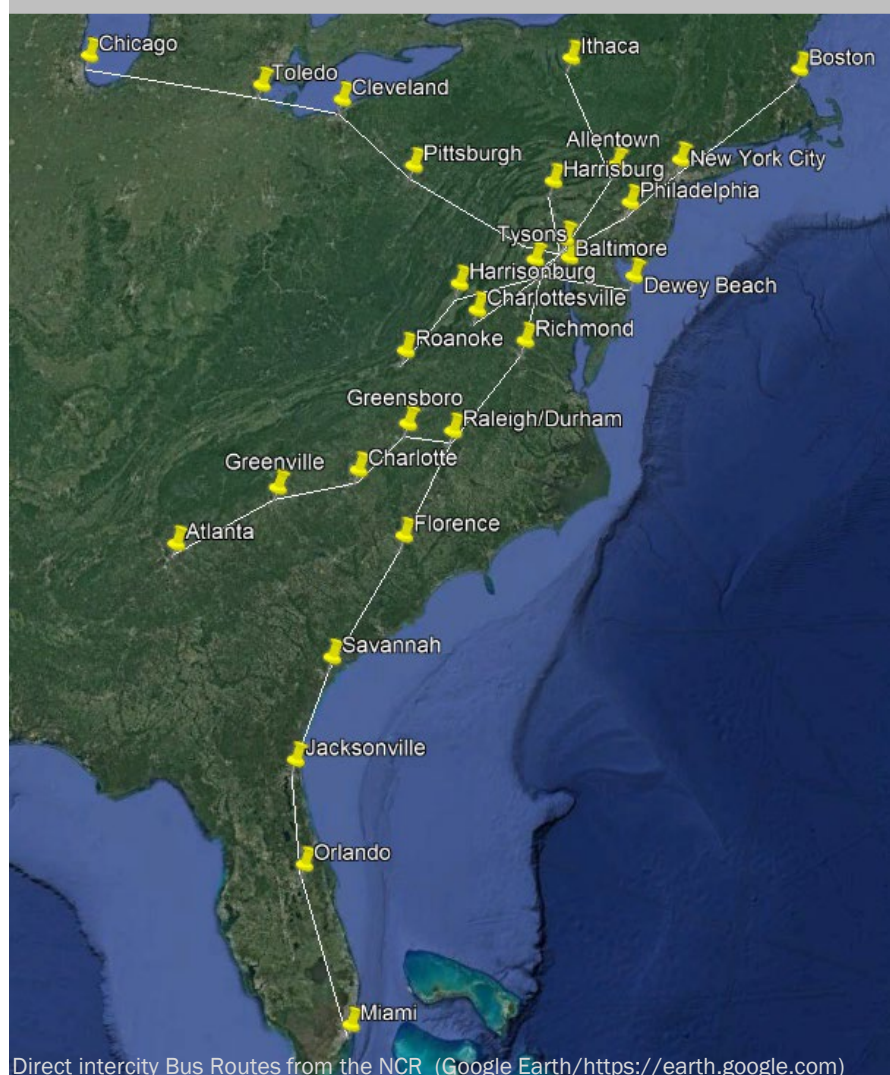 Chicago
Ithaca
Boston
Toledo
Cleveland
Allentown
Pittsburgh
New York City
Harrisburg
Philadelphia
Tysons
Baltimore
Harrisonburg
Dewey Beach
Charlottesville
Richmond
Roanoke
Greensboro
Raleigh/Durham
Charlotte
Greenville
Florence
Atlanta
Savannah
Jacksonville
Orlando
Miami
Direct intercity Bus Routes from the NCR (Google Earth/https://earth.google.com)